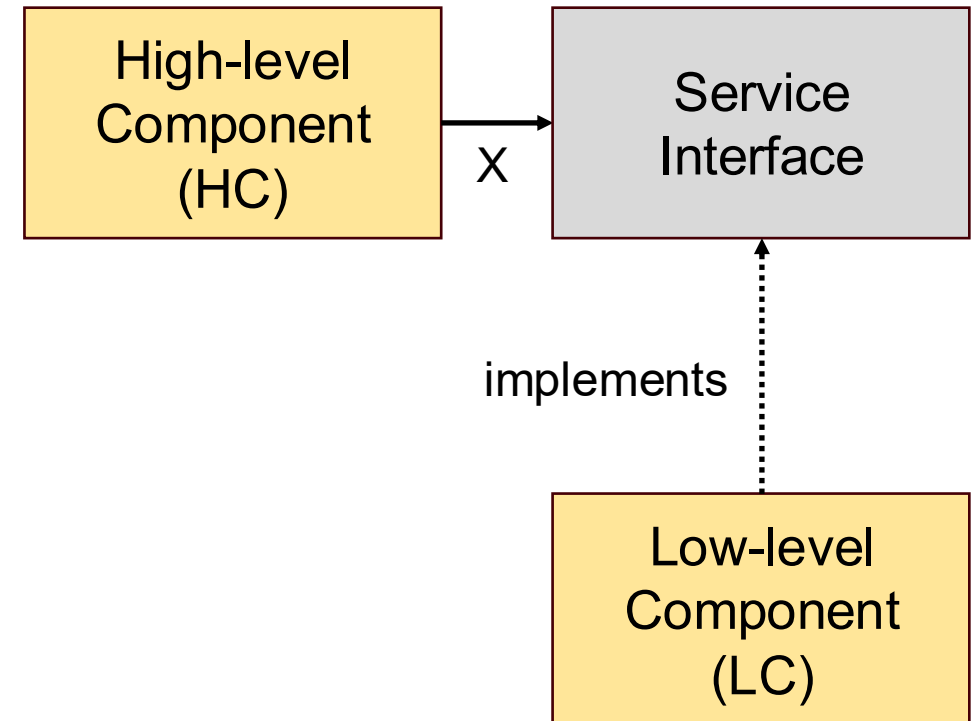 High-level
Component
(HC)
X
Service
Interface
implements
Low-level
Component
(LC)